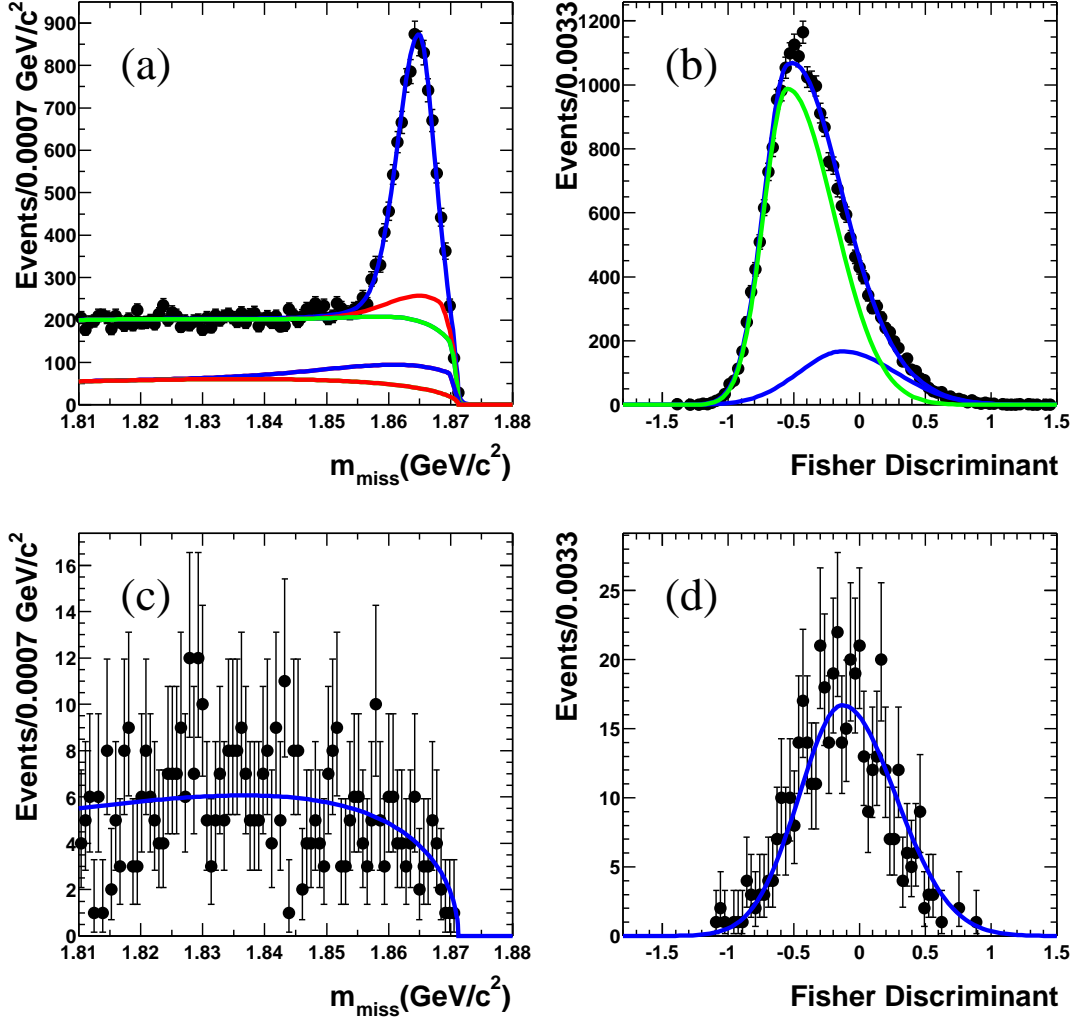 (a)
Events/0.0007 GeV/c²
900
800
700
600
500
400
300
200
100
0
1.81 1.82 1.83 1.84 1.85 1.86 1.87 1.88
m_miss(GeV/c²)
(b)
Events/0.0033
1200
1000
800
600
400
200
0
-1.5 -1 -0.5 0 0.5 1 1.5
Fisher Discriminant
(c)
Events/0.0007 GeV/c²
16
14
12
10
8
6
4
2
0
1.81 1.82 1.83 1.84 1.85 1.86 1.87 1.88
m_miss(GeV/c²)
(d)
Events/0.0033
25
20
15
10
5
0
-1.5 -1 -0.5 0 0.5 1 1.5
Fisher Discriminant